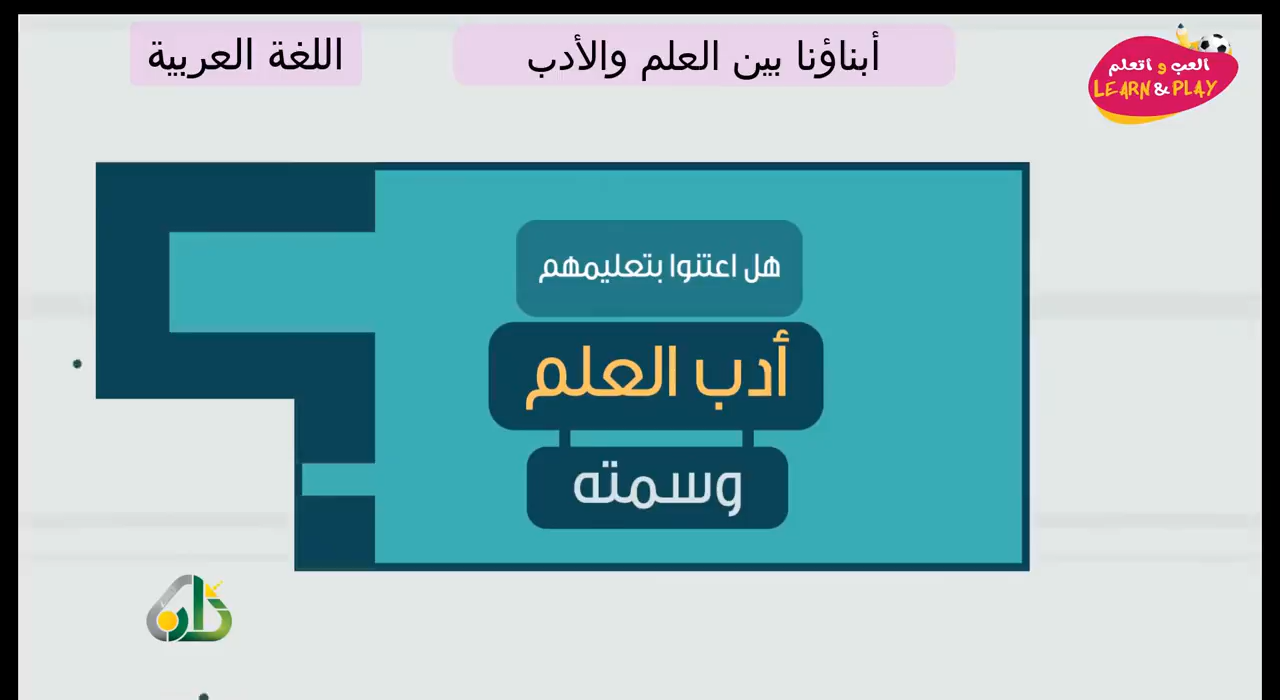 أبناؤنا بين العلم والأدب
اللغة العربية
العب و اتعلم
LEARN & PLAY
هل اعتنوا بتعليمهم
أدب العلم
وسمته